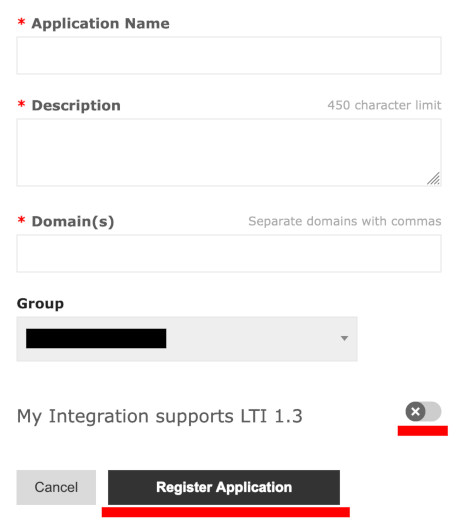 * Application Name
* Description 450 character limit
* Domain(s) Separate domains with commas
Group
My Integration supports LTI 1.3
Cancel Register Application